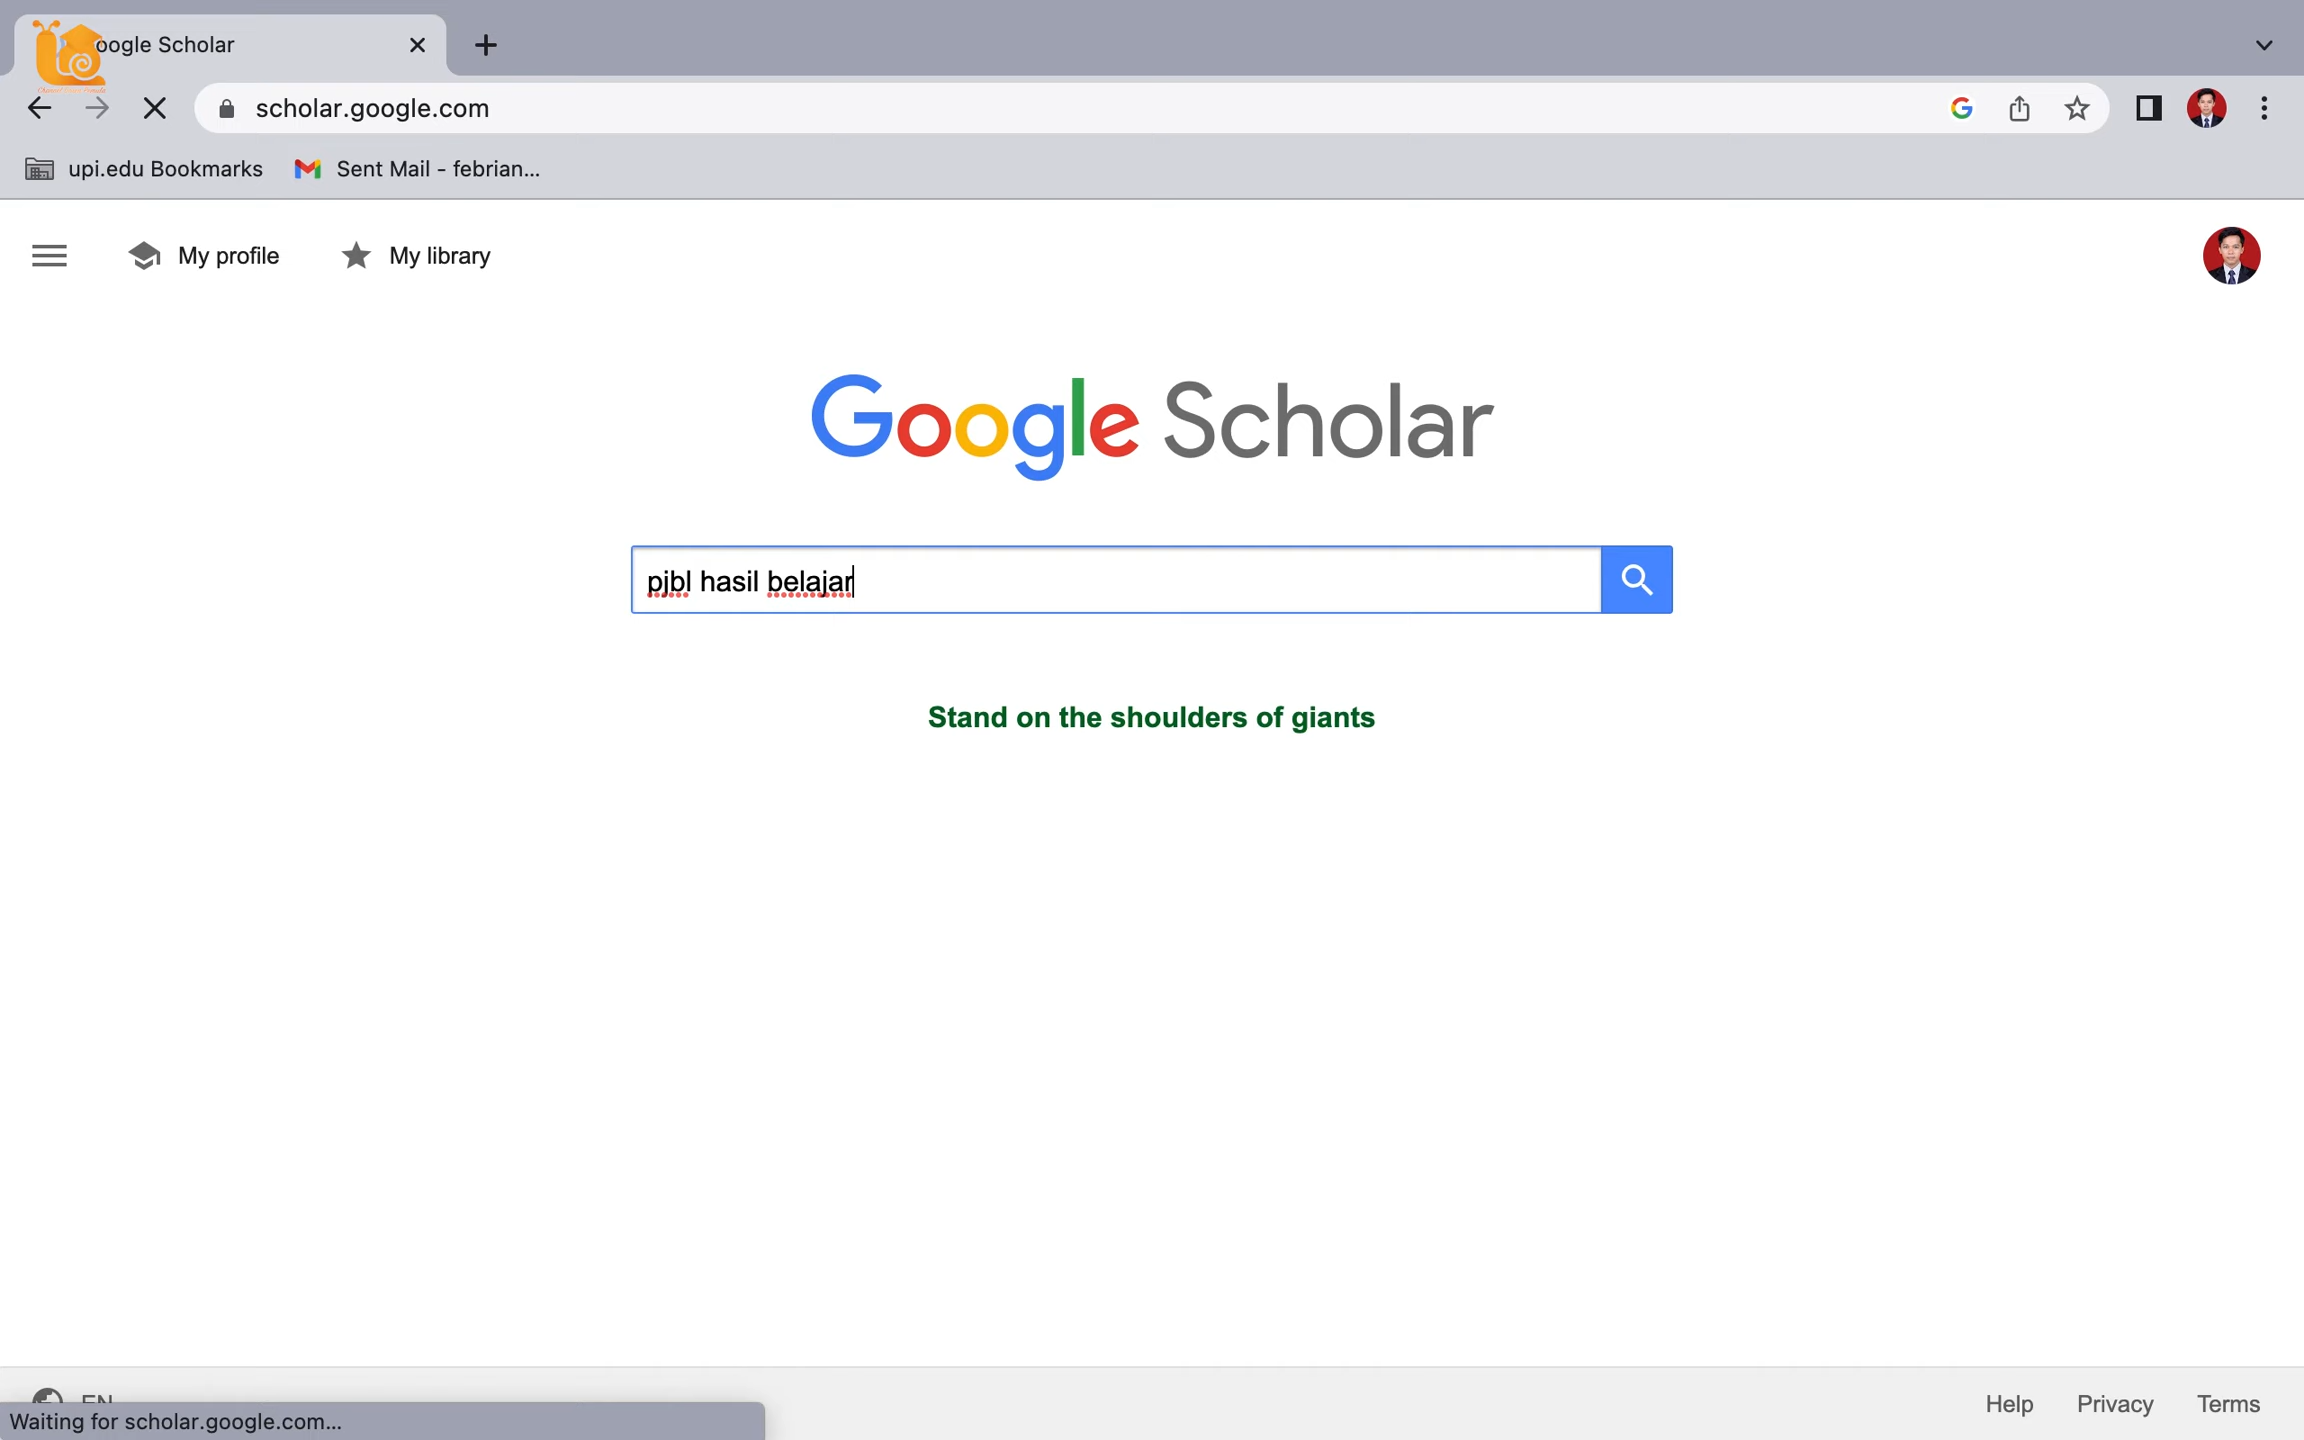 oogle Scholar
scholar.google.com
upi.edu Bookmarks
Sent Mail - febrian...
My profile
My library
Google Scholar
pjbl hasil belajar
Stand on the shoulders of giants
EN
Help
Privacy
Terms
Waiting for scholar.google.com...